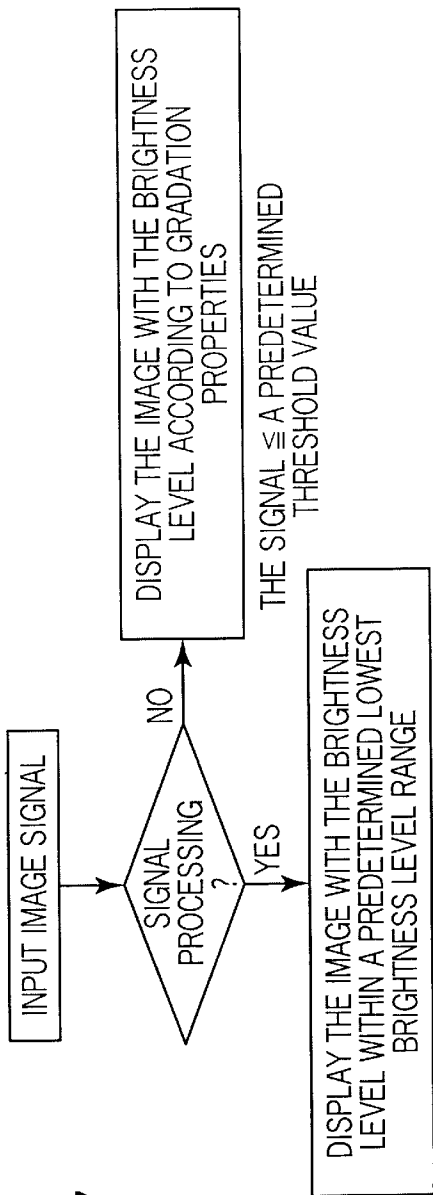 INPUT IMAGE SIGNAL
SIGNAL
PROCESSING
?
NO
DISPLAY THE IMAGE WITH THE BRIGHTNESS
LEVEL ACCORDING TO GRADATION
PROPERTIES
THE SIGNAL ≦ A PREDETERMINED
THRESHOLD VALUE
YES
DISPLAY THE IMAGE WITH THE BRIGHTNESS
LEVEL WITHIN A PREDETERMINED LOWEST
BRIGHTNESS LEVEL RANGE